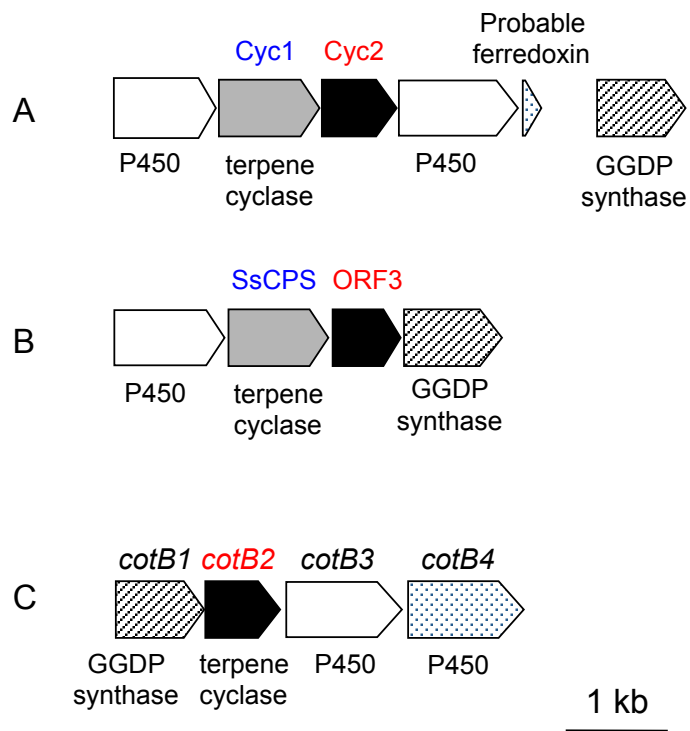 Probable
Cyc1 Cyc2 ferredoxin
A
P450 terpene P450 GGDP
cyclase synthase
SsCPS ORF3
B
P450 terpene GGDP
cyclase synthase
cotB1 cotB2 cotB3 cotB4
C
GGDP terpene P450 P450
synthase cyclase
1 kb